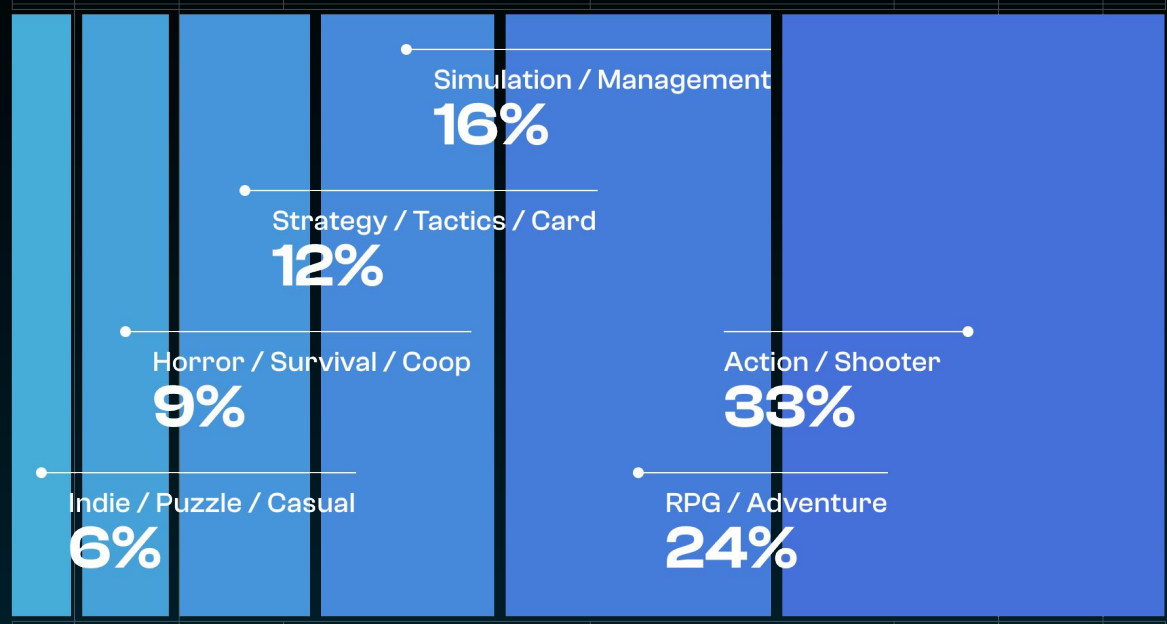 Simulation / Management
16%
Strategy / Tactics / Card
12%
Horror / Survival / Coop
9%
Action / Shooter
33%
Indie / Puzzle / Casual
6%
RPG / Adventure
24%